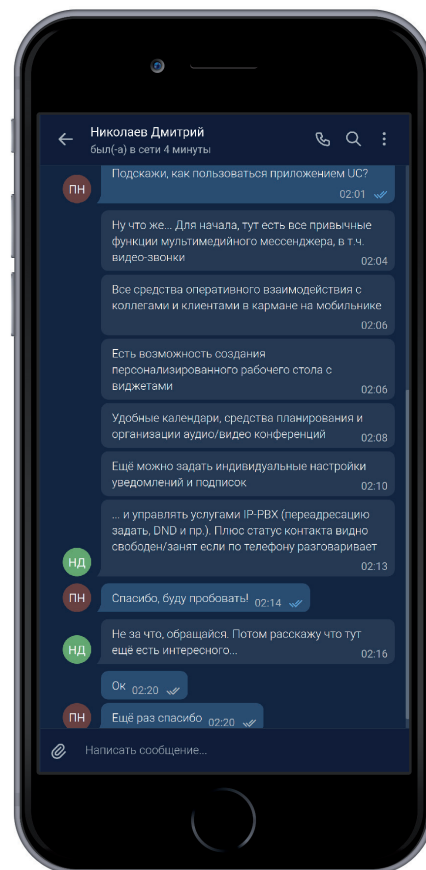 Николаев Дмитрий
был(-а) в сети 4 минуты
Подскажи, как пользоваться приложением UC?
02:01
ПН
Ну что же... Для начала, тут есть все привычные
функции мультимедийного мессенджера, в т.ч.
видео-звонки
02:04
Все средства оперативного взаимодействия с
коллегами и клиентами в кармане на мобильнике
02:06
Есть возможность создания
персонализированного рабочего стола с
виджетами
02:06
Удобные календари, средства планирования и
организации аудио/видео конференций
02:08
Ещё можно задать индивидуальные настройки
уведомлений и подписок
02:10
... и управлять услугами IP-PBX (переадресацию
задать, DND и пр.). Плюс статус контакта видно
свободен/занят если по телефону разговаривает
02:13
НД
ПН
Спасибо, буду пробовать! 02:14
Не за что, обращайся. Потом расскажу что тут
ещё есть интересного...
02:16
НД
Ок 02:20
ПН
Ещё раз спасибо 02:20
Написать сообщение...